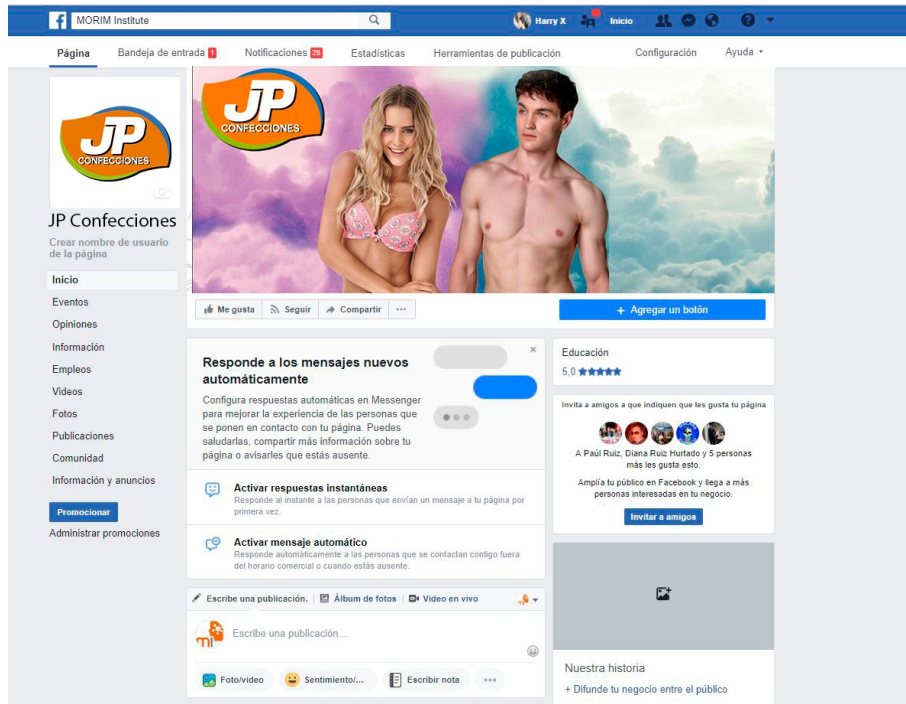 MORIM Institute
Harry X
Inicio
Página
Bandeja de entrada 1
Notificaciones 28
Estadísticas
Herramientas de publicación
Configuración
Ayuda
JP
CONFECCIONES
JP
CONFECCIONES
JP Confecciones
Crear nombre de usuario
de la página
Inicio
Eventos
Opiniones
Información
Empleos
Videos
Fotos
Publicaciones
Comunidad
Información y anuncios
Promocionar
Administrar promociones
Me gusta
Seguir
Compartir
+ Agregar un botón
Responde a los mensajes nuevos
automáticamente
Configura respuestas automáticas en Messenger
para mejorar la experiencia de las personas que
se ponen en contacto con tu página. Puedes
saludarlas, compartir más información sobre tu
página o avisarles que estás ausente.
Activar respuestas instantáneas
Responde al instante a las personas que envían un mensaje a tu página por
primera vez.
Activar mensaje automático
Responde automáticamente a las personas que se contactan contigo fuera
del horario comercial o cuando estás ausente.
Escribe una publicación.
Álbum de fotos
Video en vivo
Escribe una publicación...
Foto/video
Sentimiento/...
Escribir nota
Educación
5,0 ★★★★★
Invita a amigos a que indiquen que les gusta tu página
A Paúl Ruiz, Diana Ruiz Hurtado y 5 personas
más les gusta esto.
Amplía tu público en Facebook y llega a más
personas interesadas en tu negocio.
Invitar a amigos
Nuestra historia
+ Difunde tu negocio entre el público